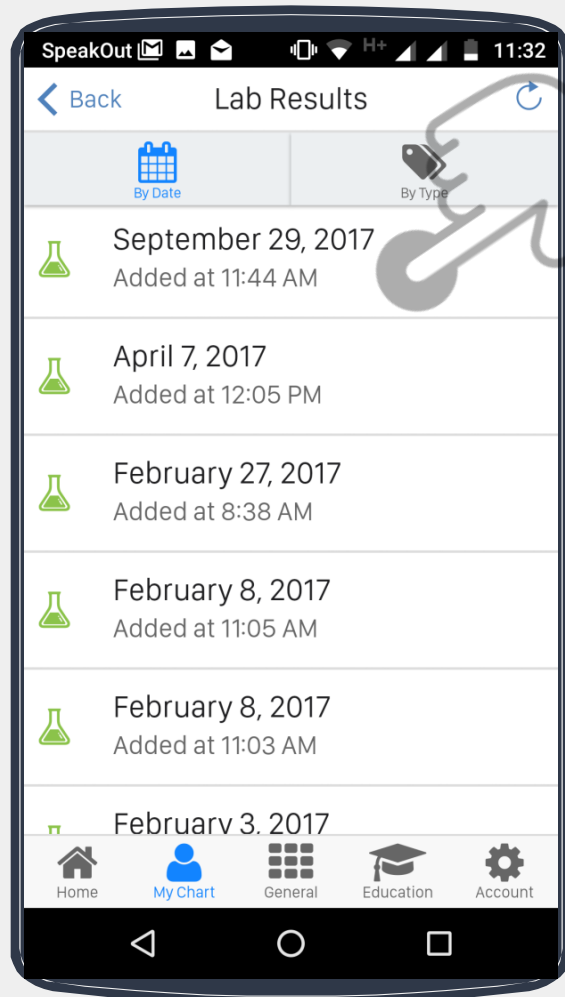 SpeakOut H+ 11:32
Back Lab Results
By Date By Type
September 29, 2017
Added at 11:44 AM
April 7, 2017
Added at 12:05 PM
February 27, 2017
Added at 8:38 AM
February 8, 2017
Added at 11:05 AM
February 8, 2017
Added at 11:03 AM
February 3, 2017
Home My Chart General Education Account